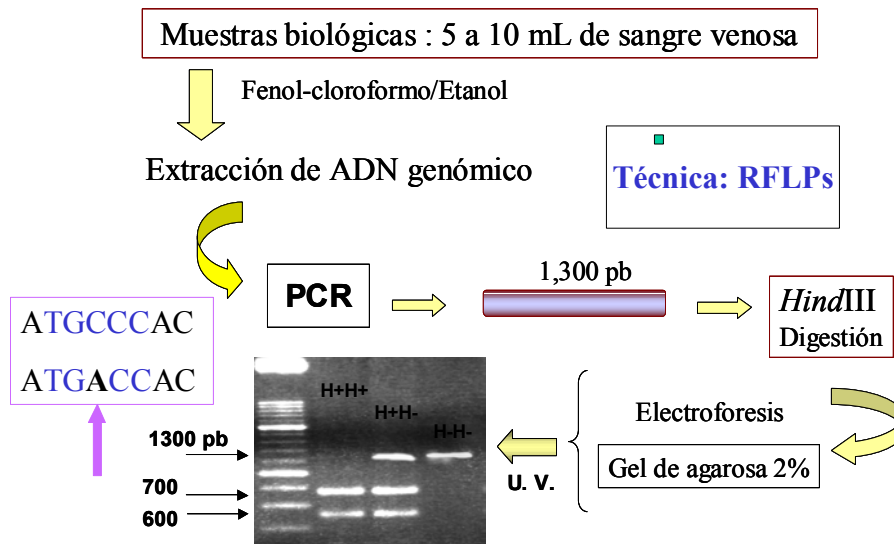 Muestras biológicas : 5 a 10 mL de sangre venosa
Fenol-cloroformo/Etanol
Extracción de ADN genómico
Técnica: RFLPs
PCR
1,300 pb
HindIII
Digestión
ATGCCCAC
ATGACCAC
Electroforesis
Gel de agarosa 2%
U. V.
H+H+
H+H-
H-H-
1300 pb
700
600